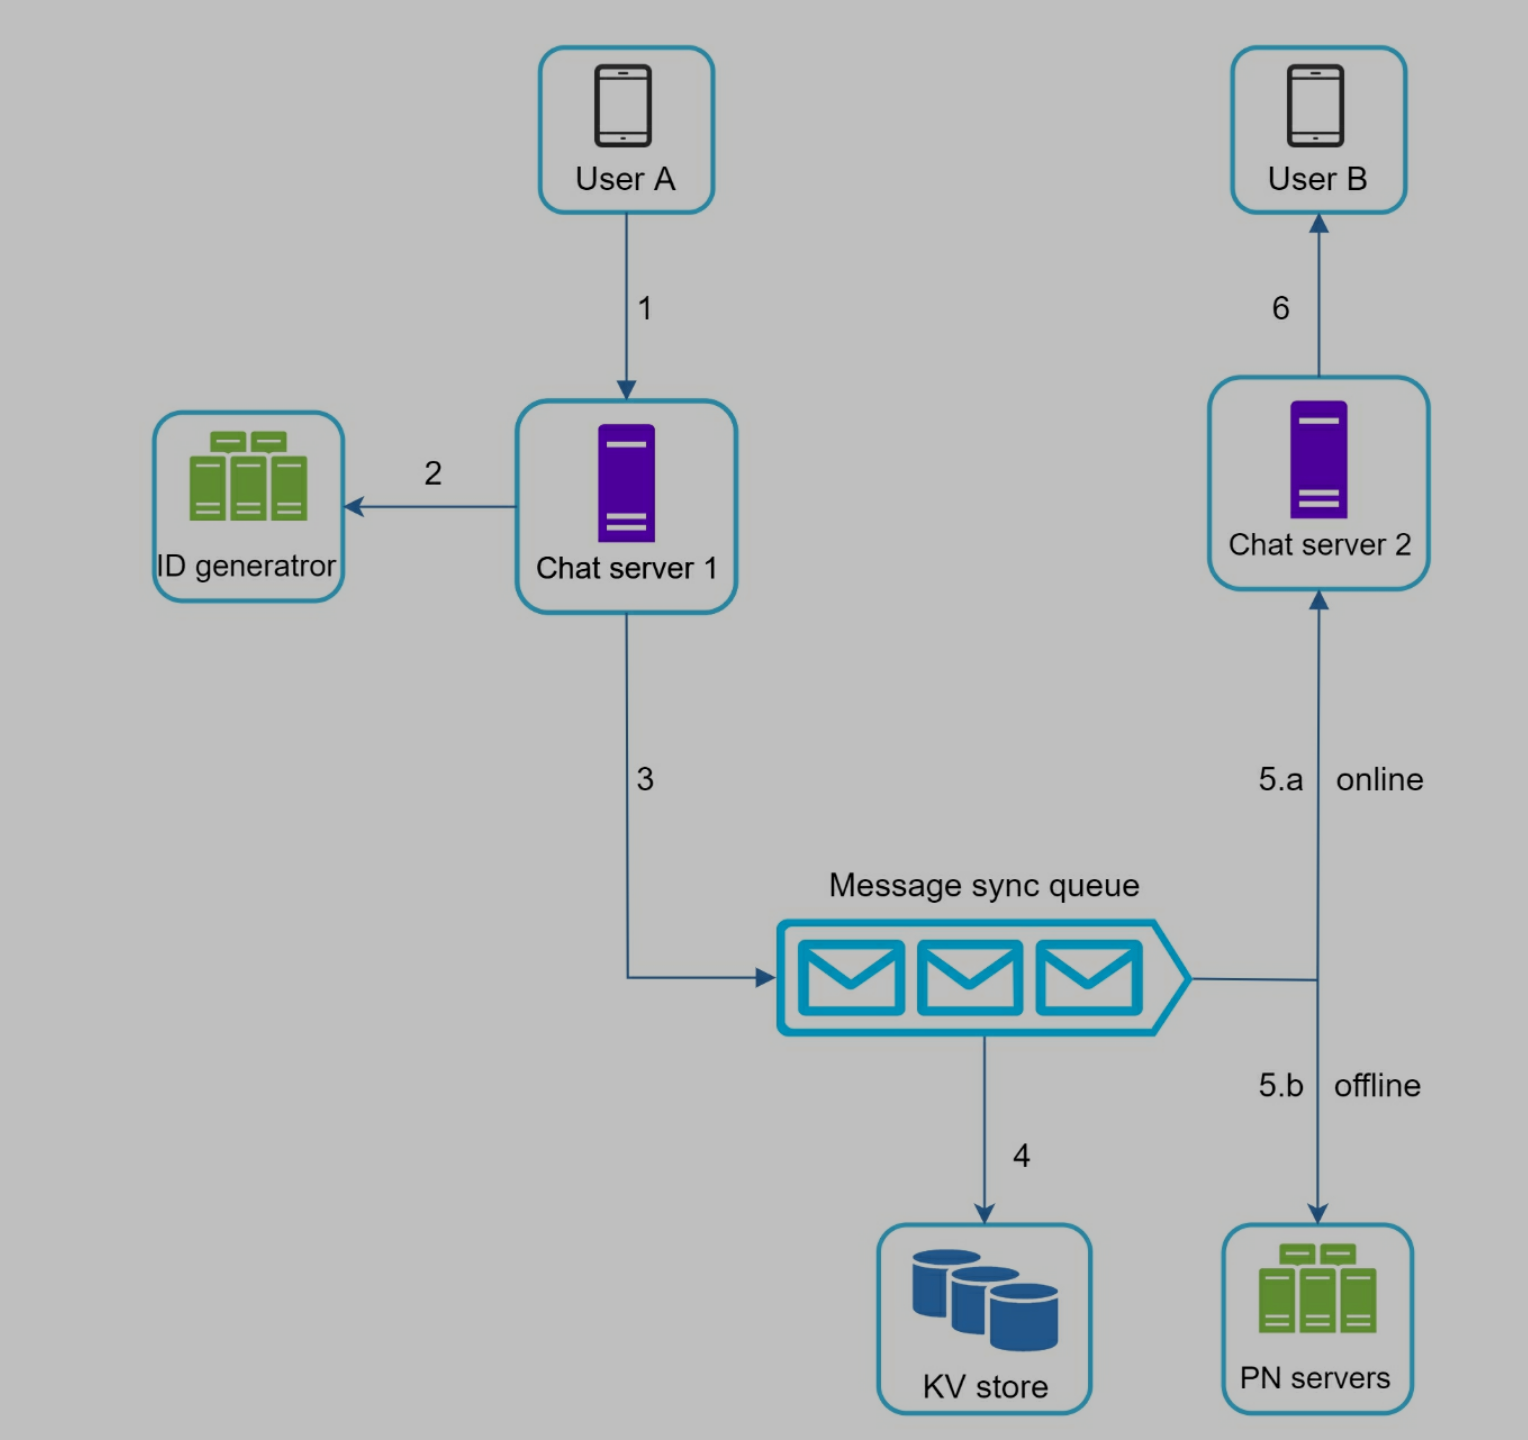 User A
User B
1
6
2
ID generatror
Chat server 1
Chat server 2
3
5.a
online
Message sync queue
5.b
offline
4
KV store
PN servers